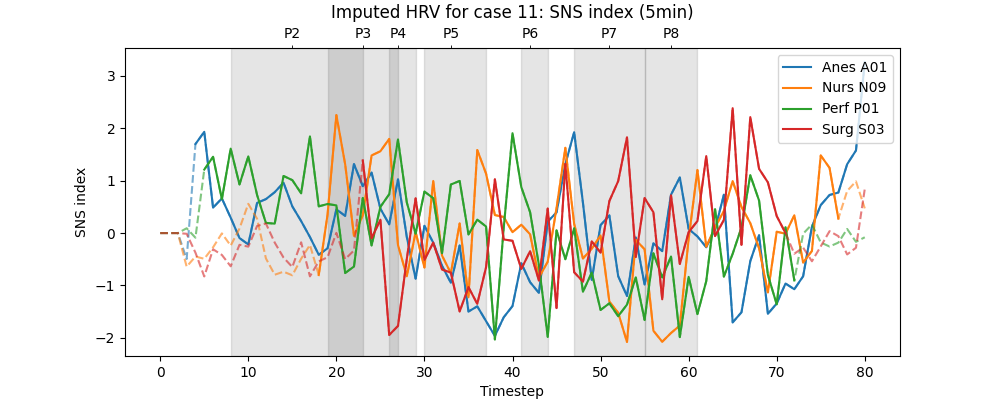 Imputed HRV for case 11: SNS index (5min)
P2 P3 P4 P5 P6 P7 P8
Anes A01
Nurs N09
Perf P01
Surg S03
SNS index
3
2
1
0
−1
−2
0 10 20 30 40 50 60 70 80
Timestep